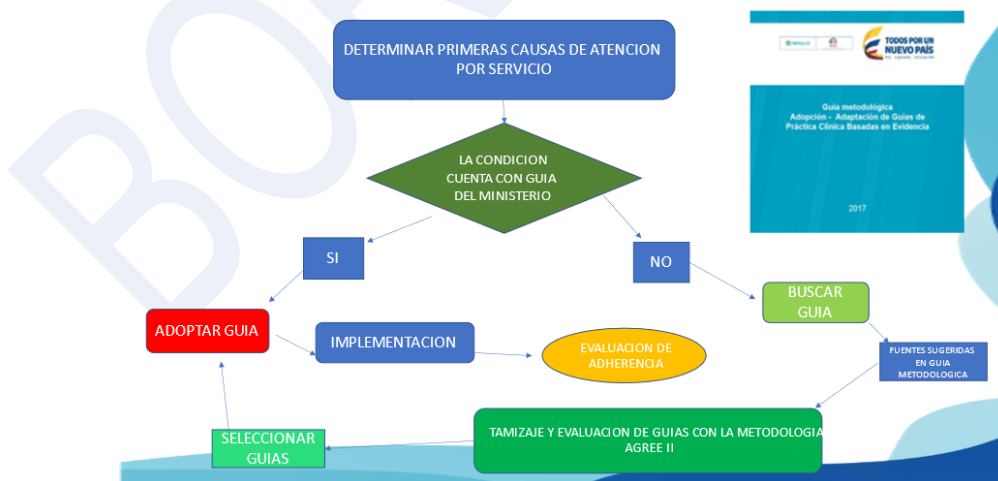 DETERMINAR PRIMERAS CAUSAS DE ATENCION
POR SERVICIO
TODOS POR UN
NUEVO PAÍS
PAZ EQUIDAD EDUCACIÓN
Guía metodológica
Adopción - Adaptación de Guías de
Práctica Clínica Basadas en Evidencia
2017
LA CONDICION
CUENTA CON GUIA
DEL MINISTERIO
SI
NO
BUSCAR
GUIA
ADOPTAR GUIA
IMPLEMENTACION
EVALUACION DE
ADHERENCIA
FUENTES SUGERIDAS
EN GUIA
METODOLOGICA
TAMIZAJE Y EVALUACION DE GUIAS CON LA METODOLOGIA
AGREE II
SELECCIONAR
GUIAS